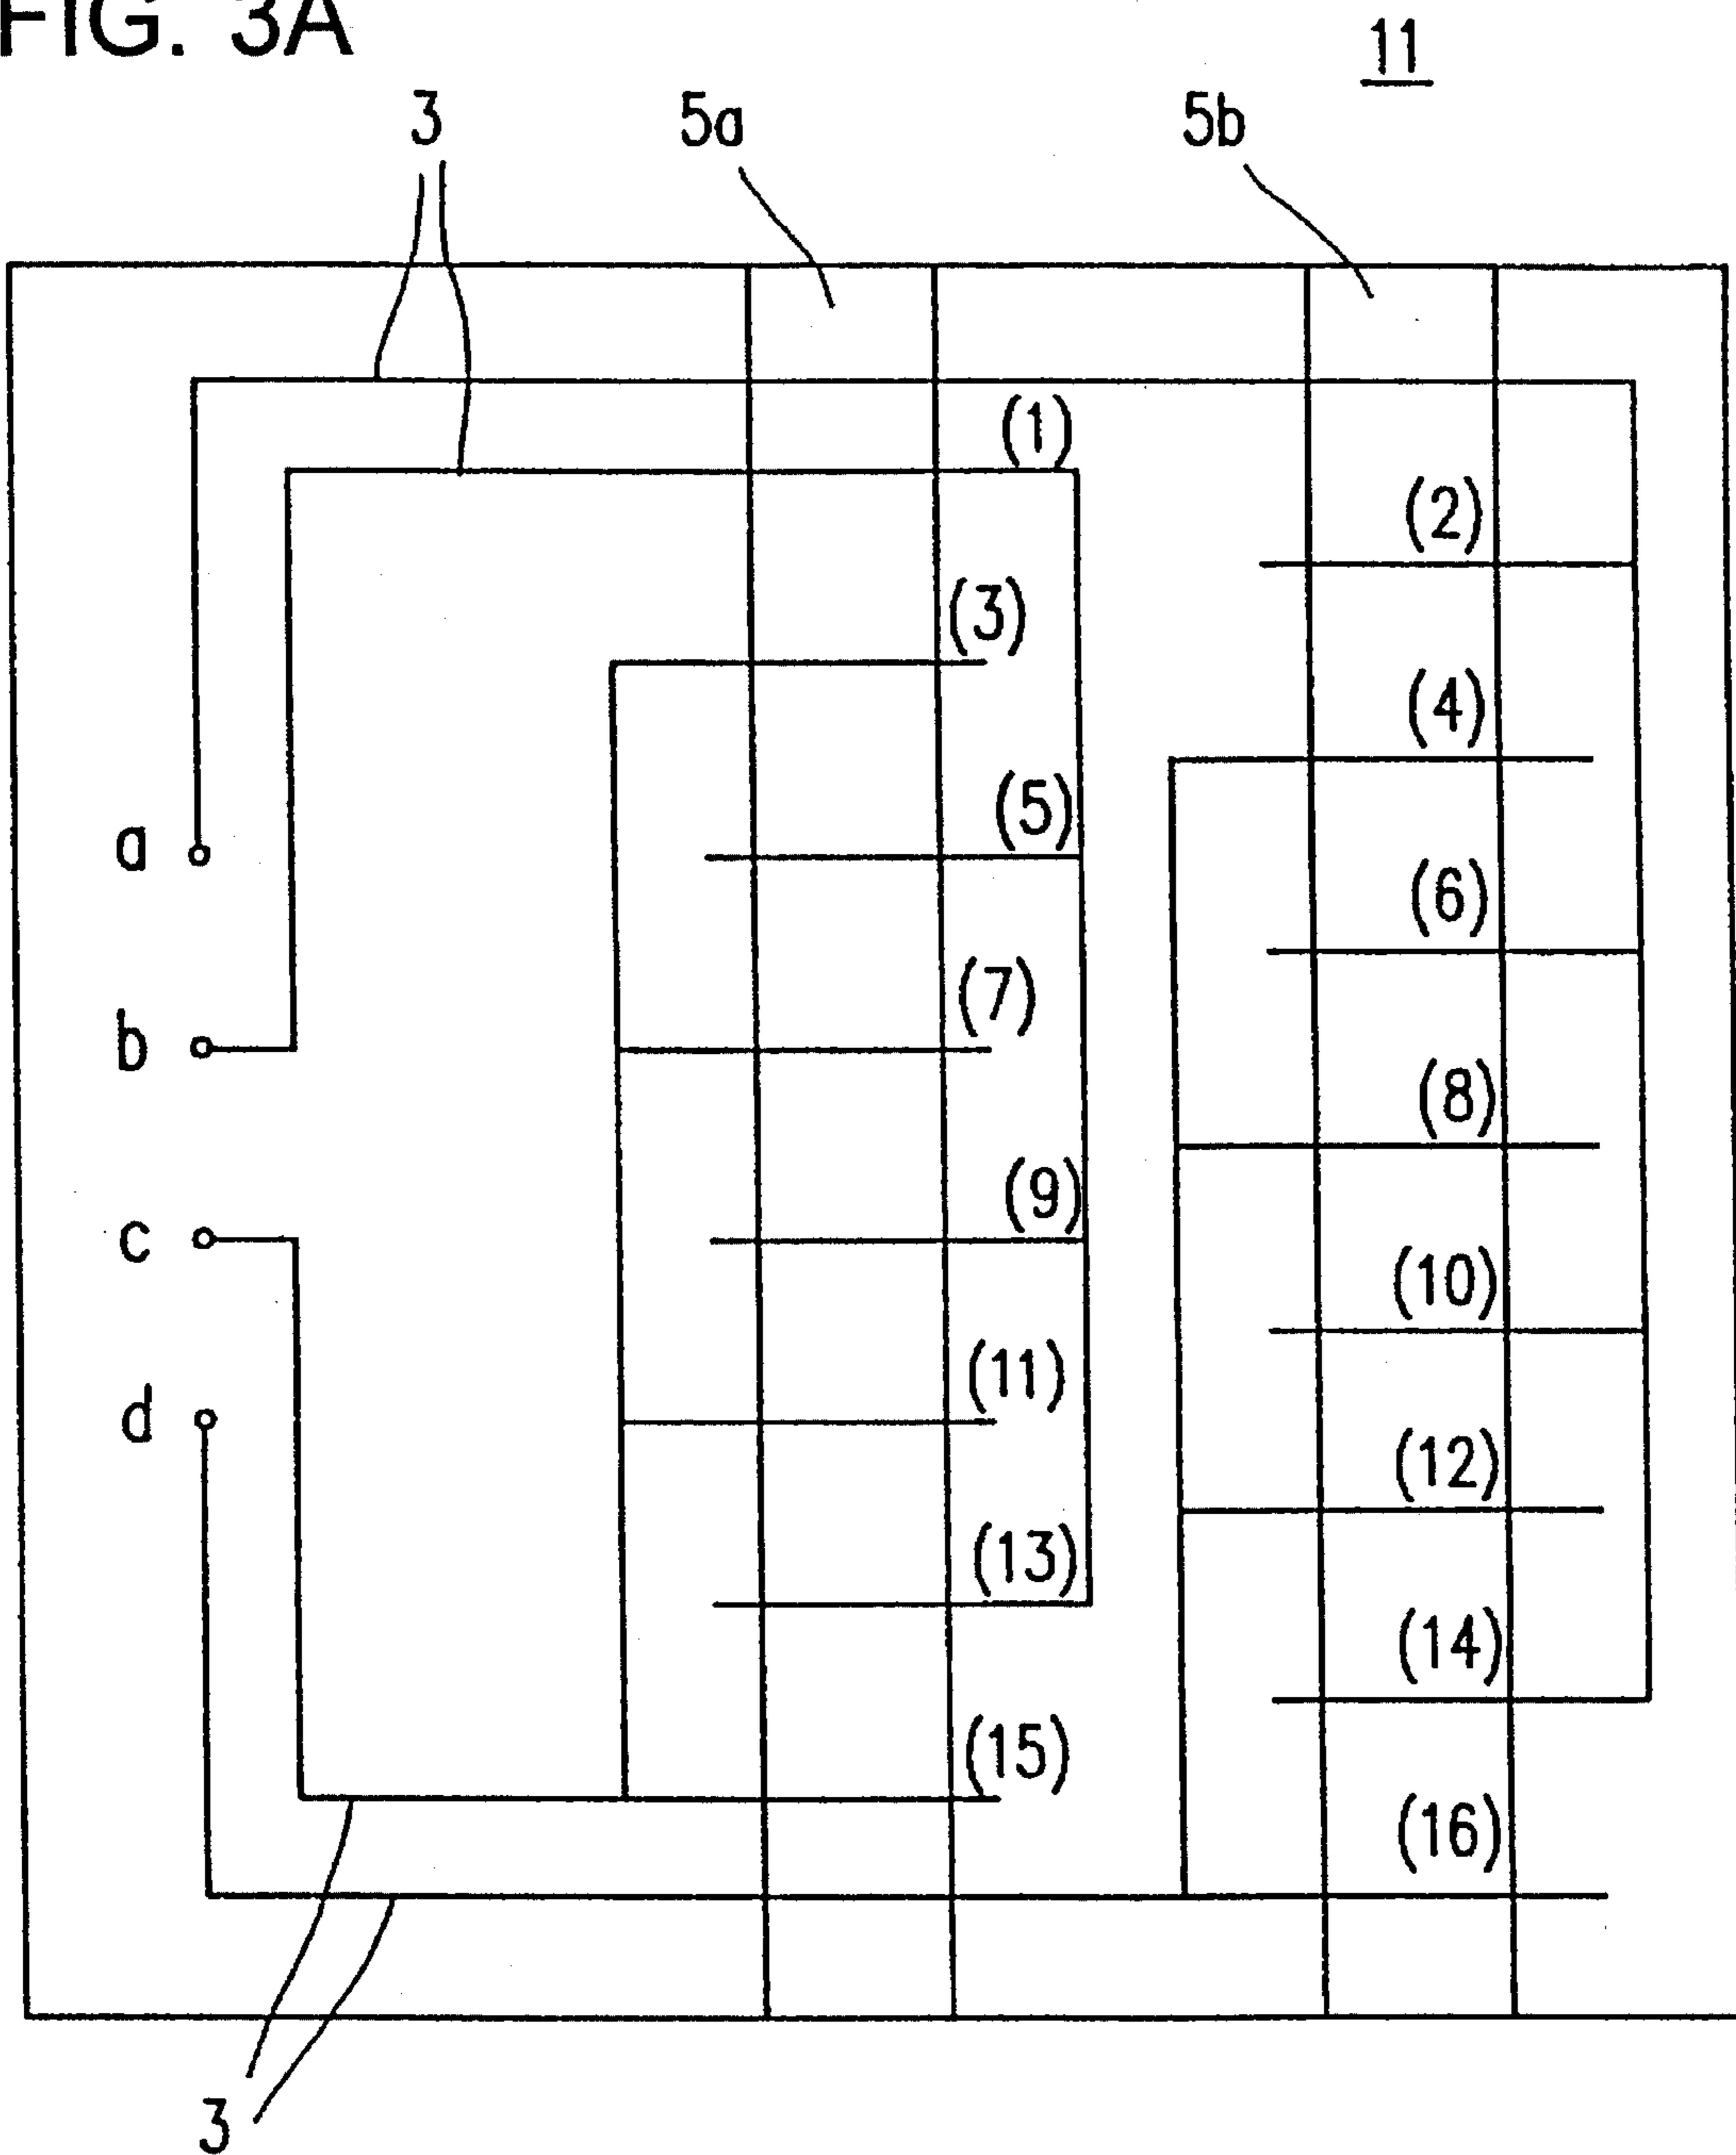 FIG. 3A
11
3
5a
5b
(1)
(2)
(3)
(4)
(5)
a
(6)
(7)
b
(8)
(9)
c
(10)
(11)
d
(12)
(13)
(14)
(15)
(16)
3